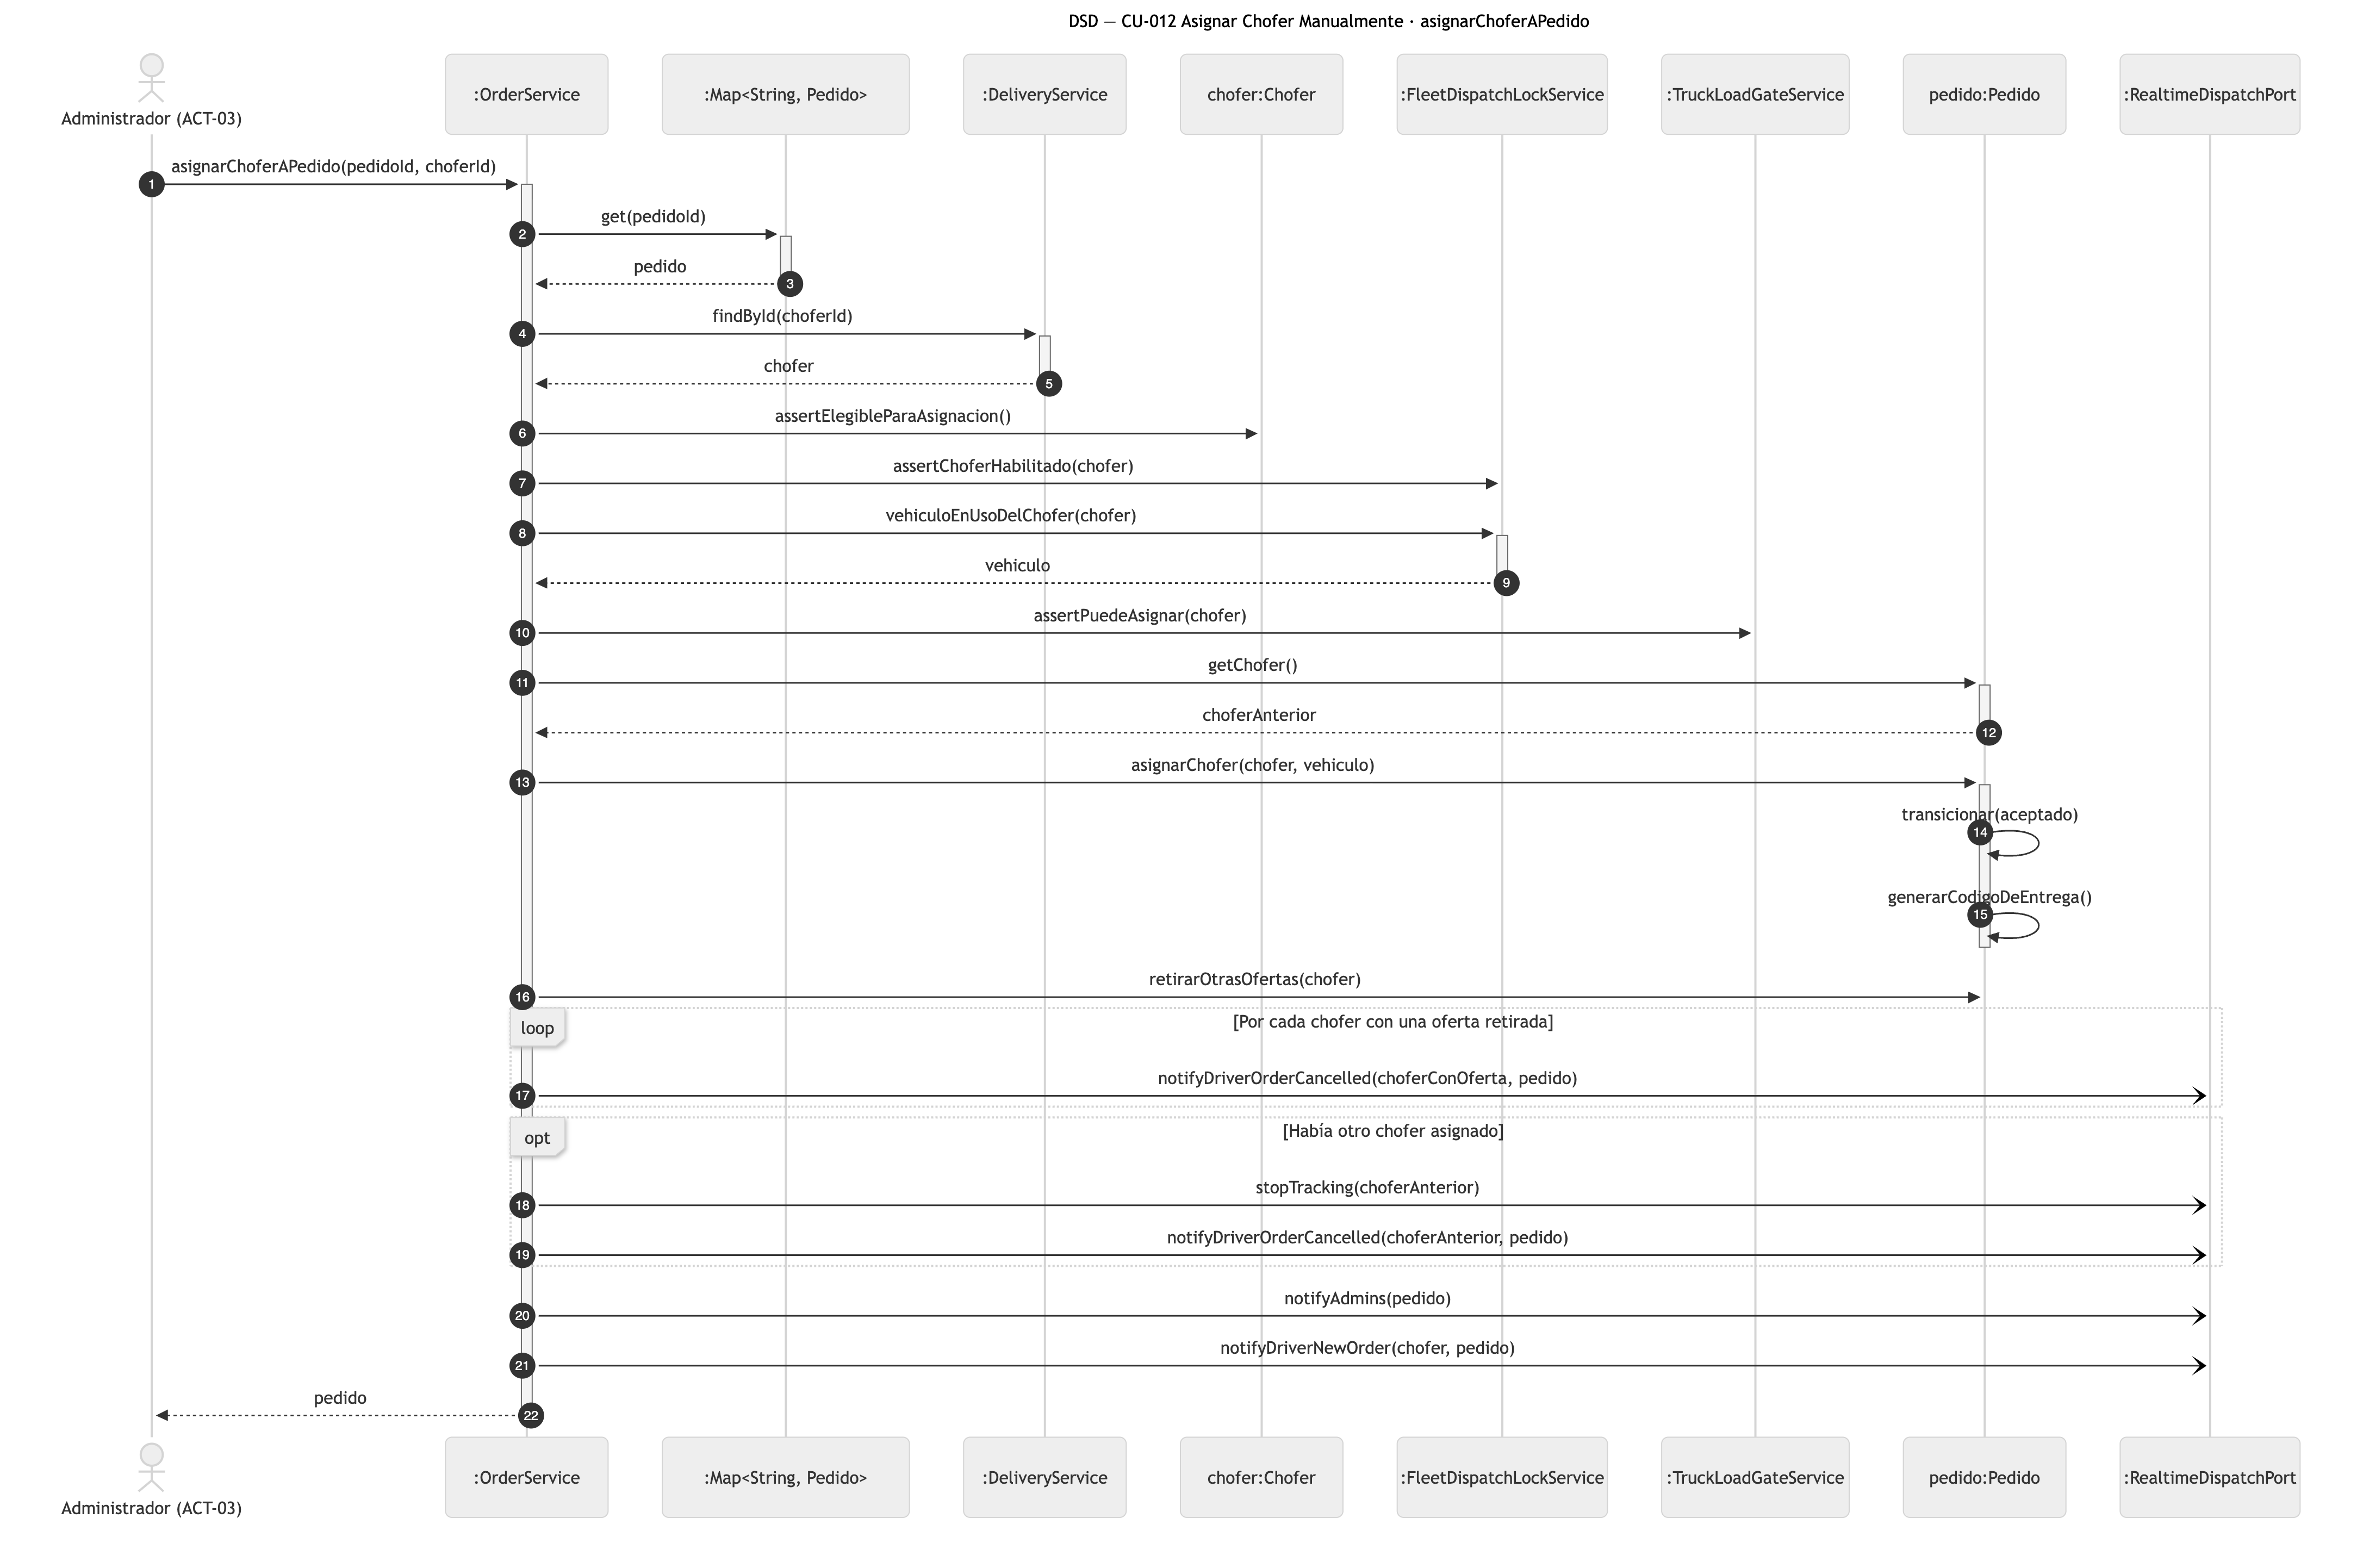 DSD — CU-012 Asignar Chofer Manualmente · asignarChoferAPedido
Administrador (ACT-03)
:OrderService
:Map<String, Pedido>
:DeliveryService
chofer:Chofer
:FleetDispatchLockService
:TruckLoadGateService
pedido:Pedido
:RealtimeDispatchPort
asignarChoferAPedido(pedidoId, choferId)
1
get(pedidoId)
2
pedido
3
findById(choferId)
4
chofer
5
assertElegibleParaAsignacion()
6
assertChoferHabilitado(chofer)
7
vehiculoEnUsoDelChofer(chofer)
8
vehiculo
9
assertPuedeAsignar(chofer)
10
getChofer()
11
choferAnterior
12
asignarChofer(chofer, vehiculo)
13
transicionar(aceptado)
14
generarCodigoDeEntrega()
15
retirarOtrasOfertas(chofer)
16
loop
[Por cada chofer con una oferta retirada]
notifyDriverOrderCancelled(choferConOferta, pedido)
17
opt
[Había otro chofer asignado]
stopTracking(choferAnterior)
18
notifyDriverOrderCancelled(choferAnterior, pedido)
19
notifyAdmins(pedido)
20
notifyDriverNewOrder(chofer, pedido)
21
pedido
22
Administrador (ACT-03)
:OrderService
:Map<String, Pedido>
:DeliveryService
chofer:Chofer
:FleetDispatchLockService
:TruckLoadGateService
pedido:Pedido
:RealtimeDispatchPort